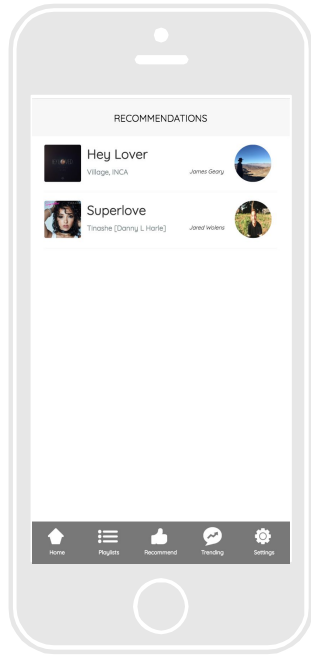 RECOMMENDATIONS
Hey Lover
Village, INCA
James Geary
Superlove
Tinashe [Danny L Harle]
Jared Wolens
Home Playlists Recommend Trending Settings